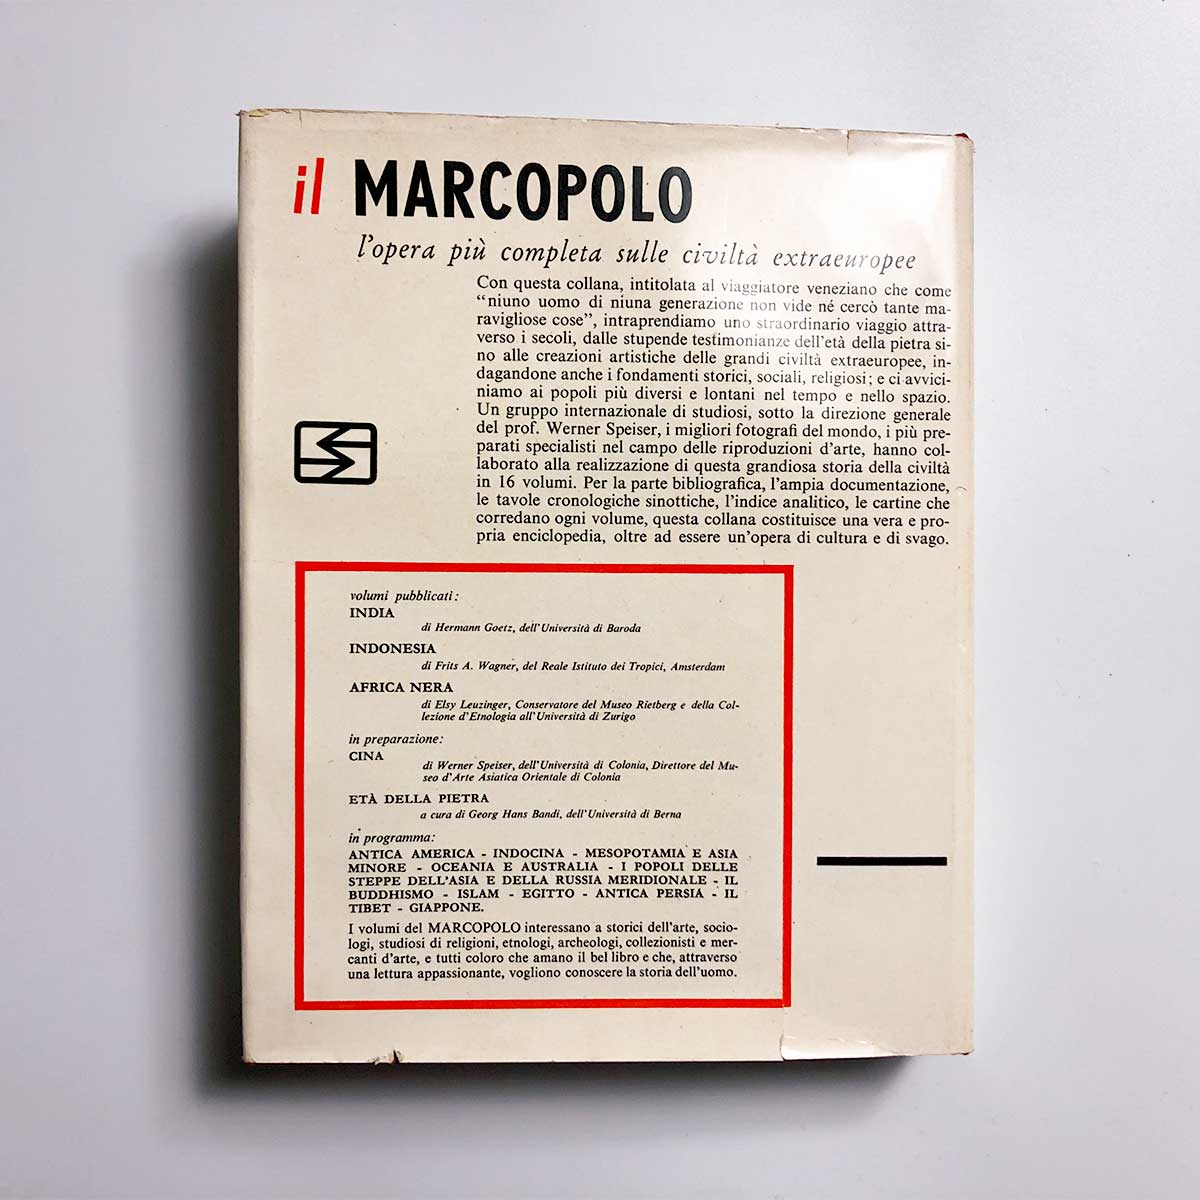 il MARCOPOLO
l'opera più completa sulle civiltà extraeuropee
Con questa collana, intitolata al viaggiatore veneziano che come
"niuno uomo di niuna generazione non vide né cercò tante ma-
ravigliose cose", intraprendiamo uno straordinario viaggio attra-
verso i secoli, dalle stupende testimonianze dell'età della pietra si-
no alle creazioni artistiche delle grandi civiltà extraeuropee, in-
dagandone anche i fondamenti storici, sociali, religiosi; e ci avvici-
niamo ai popoli più diversi e lontani nel tempo e nello spazio.
Un gruppo internazionale di studiosi, sotto la direzione generale
del prof. Werner Speiser, i migliori fotografi del mondo, i più pre-
parati specialisti nel campo delle riproduzioni d'arte, hanno col-
laborato alla realizzazione di questa grandiosa storia della civiltà
in 16 volumi. Per la parte bibliografica, l'ampia documentazione,
le tavole cronologiche sinottiche, l'indice analitico, le cartine che
corredano ogni volume, questa collana costituisce una vera e pro-
pria enciclopedia, oltre ad essere un'opera di cultura e di svago.
volumi pubblicati:
INDIA
di Hermann Goetz, dell'Università di Baroda
INDONESIA
di Frits A. Wagner, del Reale Istituto dei Tropici, Amsterdam
AFRICA NERA
di Elsy Leuzinger, Conservatore del Museo Rietberg e della Col-
lezione d'Etnologia all'Università di Zurigo
in preparazione:
CINA
di Werner Speiser, dell'Università di Colonia, Direttore del Mu-
seo d'Arte Asiatica Orientale di Colonia
ETÀ DELLA PIETRA
a cura di Georg Hans Bandi, dell'Università di Berna
in programma:
ANTICA AMERICA - INDOCINA - MESOPOTAMIA E ASIA
MINORE - OCEANIA E AUSTRALIA - I POPOLI DELLE
STEPPE DELL'ASIA E DELLA RUSSIA MERIDIONALE - IL
BUDDHISMO - ISLAM - EGITTO - ANTICA PERSIA - IL
TIBET - GIAPPONE.
I volumi del MARCOPOLO interessano a storici dell'arte, socio-
logi, studiosi di religioni, etnologi, archeologi, collezionisti e mer-
canti d'arte, e tutti coloro che amano il bel libro e che, attraverso
una lettura appassionante, vogliono conoscere la storia dell'uomo.